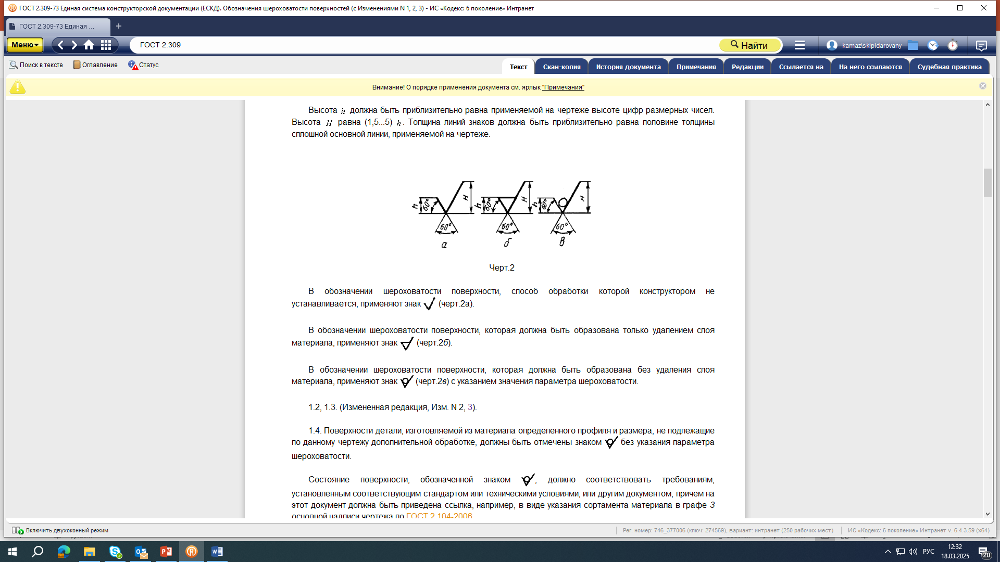 ГОСТ 2.309-73 Единая система конструкторской документации (ЕСКД). Обозначения шероховатости поверхностей (с Изменениями N 1, 2, 3) - ИС «Кодекс: 6 поколение» Интранет
ГОСТ 2.309-73 Единая ...
Меню
ГОСТ 2.309
Найти
kamaz\skipidarovany
Поиск в тексте
Оглавление
Статус
Текст
Скан-копия
История документа
Примечания
Редакции
Ссылается на
На него ссылаются
Судебная практика
Внимание! О порядке применения документа см. ярлык "Примечания"
Высота h должна быть приблизительно равна применяемой на чертеже высоте цифр размерных чисел.
Высота H равна (1,5...5) h. Толщина линий знаков должна быть приблизительно равна половине толщины
сплошной основной линии, применяемой на чертеже.
h 60° H h 60° H h 60° H
60° 60° 60°
а б в
Черт.2
В обозначении шероховатости поверхности, способ обработки которой конструктором не
устанавливается, применяют знак (черт.2а).
В обозначении шероховатости поверхности, которая должна быть образована только удалением слоя
материала, применяют знак (черт.2б).
В обозначении шероховатости поверхности, которая должна быть образована без удаления слоя
материала, применяют знак (черт.2в) с указанием значения параметра шероховатости.
1.2, 1.3. (Измененная редакция, Изм. N 2, 3).
1.4. Поверхности детали, изготовляемой из материала определенного профиля и размера, не подлежащие
по данному чертежу дополнительной обработке, должны быть отмечены знаком без указания параметра
шероховатости.
Состояние поверхности, обозначенной знаком , должно соответствовать требованиям,
установленным соответствующим стандартом или техническими условиями, или другим документом, причем на
этот документ должна быть приведена ссылка, например, в виде указания сортамента материала в графе 3
основной надписи чертежа по ГОСТ 2.104-2006
Включить двухоконный режим
Рег. номер: 746_377006 (ключ: 274569), вариант: интранет (250 рабочих мест)
ИС «Кодекс: 6 поколение» Интранет v. 6.4.3.59 (x64)
РУС
12:32
18.03.2025
20